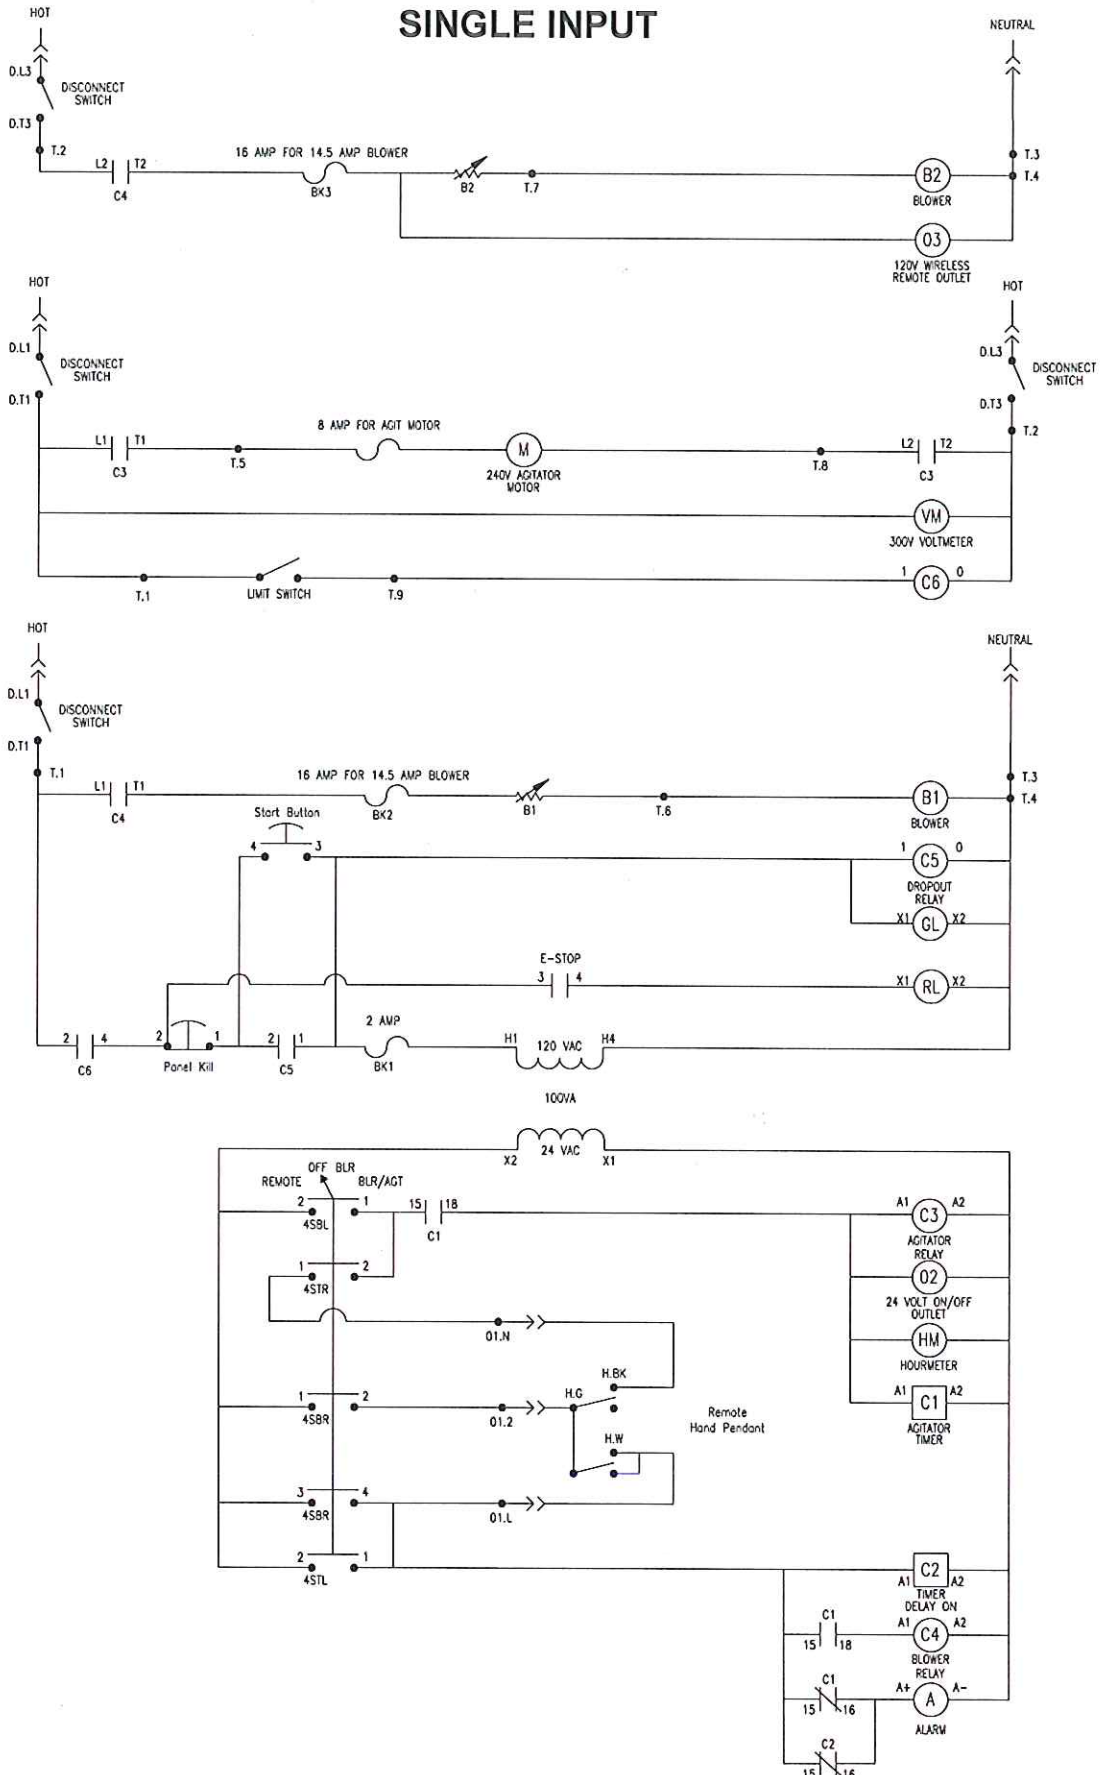 SINGLE INPUT
HOT
NEUTRAL
D.L3
DISCONNECT
SWITCH
D.T3
T.2
L2 T2
C4
16 AMP FOR 14.5 AMP BLOWER
BK3
B2
T.7
B2
BLOWER
T.3
T.4
O3
120V WIRELESS
REMOTE OUTLET
HOT
HOT
D.L1
DISCONNECT
SWITCH
D.T1
D.L3
DISCONNECT
SWITCH
D.T3
T.2
L1 T1
C3
T.5
8 AMP FOR AGIT MOTOR
M
240V AGITATOR
MOTOR
T.8
L2 T2
C3
VM
300V VOLTMETER
T.1
LIMIT SWITCH
T.9
1 C6 0
HOT
NEUTRAL
D.L1
DISCONNECT
SWITCH
D.T1
T.1
L1 T1
C4
16 AMP FOR 14.5 AMP BLOWER
BK2
B1
T.6
B1
BLOWER
T.3
T.4
Start Button
4 3
1 C5 0
DROPOUT
RELAY
X1 GL X2
E-STOP
3 4
X1 RL X2
2 4
C6
2 1
Panel Kill
2 1
C5
2 AMP
BK1
H1 120 VAC H4
100VA
X2 24 VAC X1
OFF BLR
REMOTE BLR/AGT
2 1
4SBL
15 18
C1
A1 C3 A2
AGITATOR
RELAY
1 2
4STR
O2
24 VOLT ON/OFF
OUTLET
01.N
HM
HOURMETER
H.BK
1 2
4SBR
01.2
H.G
A1 C1 A2
AGITATOR
TIMER
Remote
Hand Pendant
H.W
3 4
4SBR
01.L
2 1
4STL
C2
A1 A2
TIMER
DELAY ON
C1
15 18
A1 C4 A2
BLOWER
RELAY
C1
15 16
A+ A A-
ALARM
C2
15 16